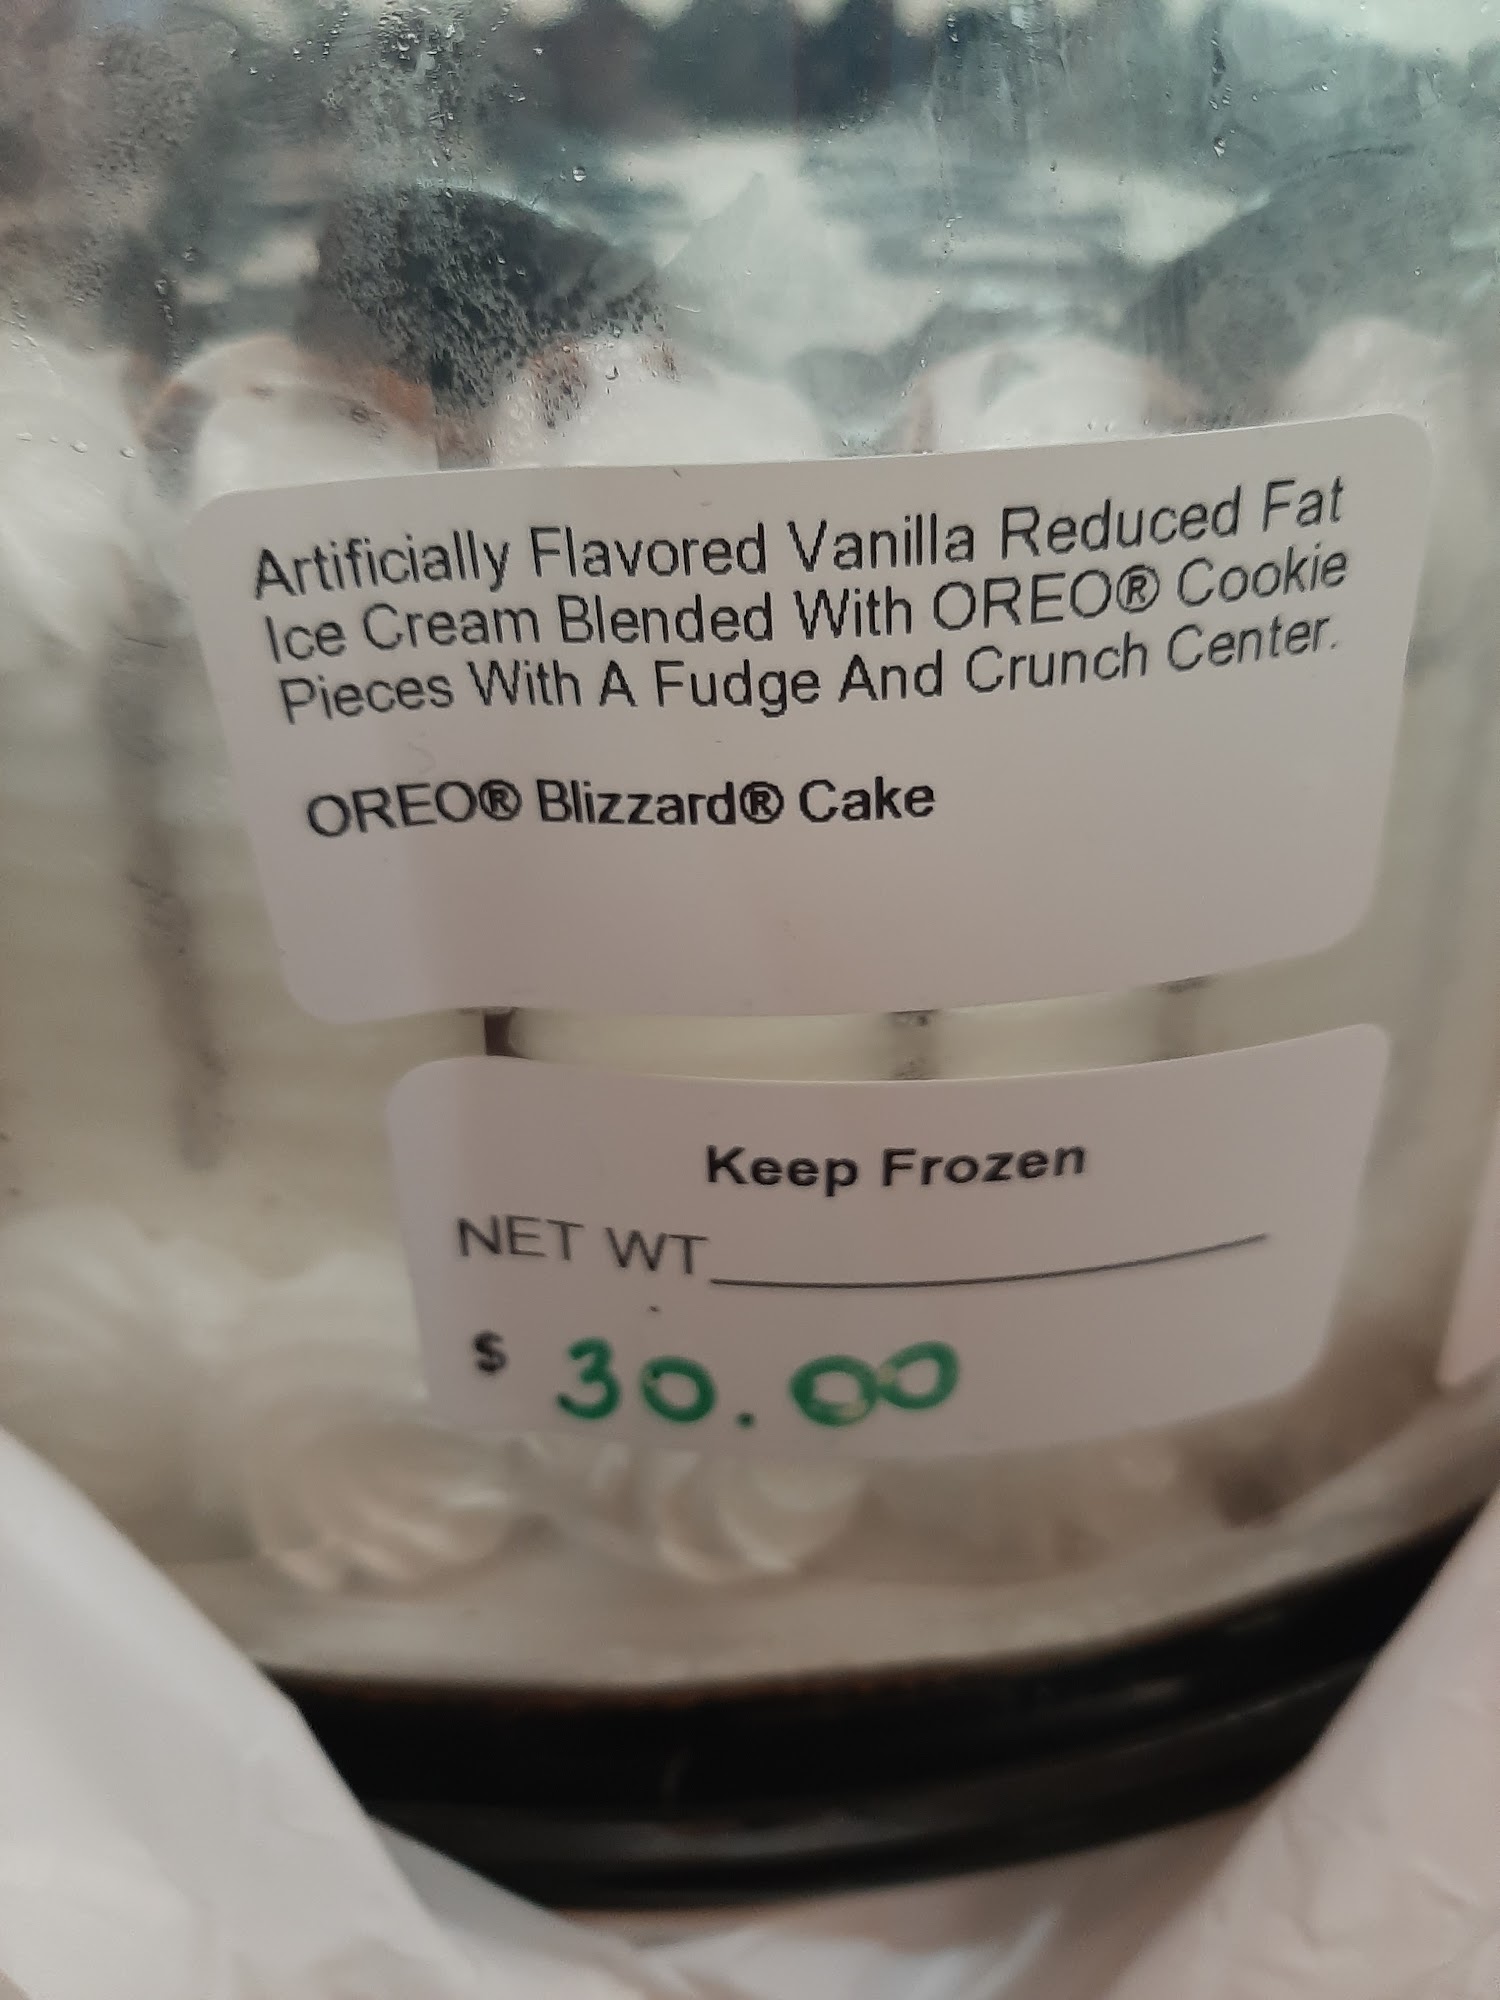 Artificially Flavored Vanilla Reduced Fat
Ice Cream Blended With OREO® Cookie
Pieces With A Fudge And Crunch Center.
OREO® Blizzard® Cake
Keep Frozen
NET WT
$ 30.00